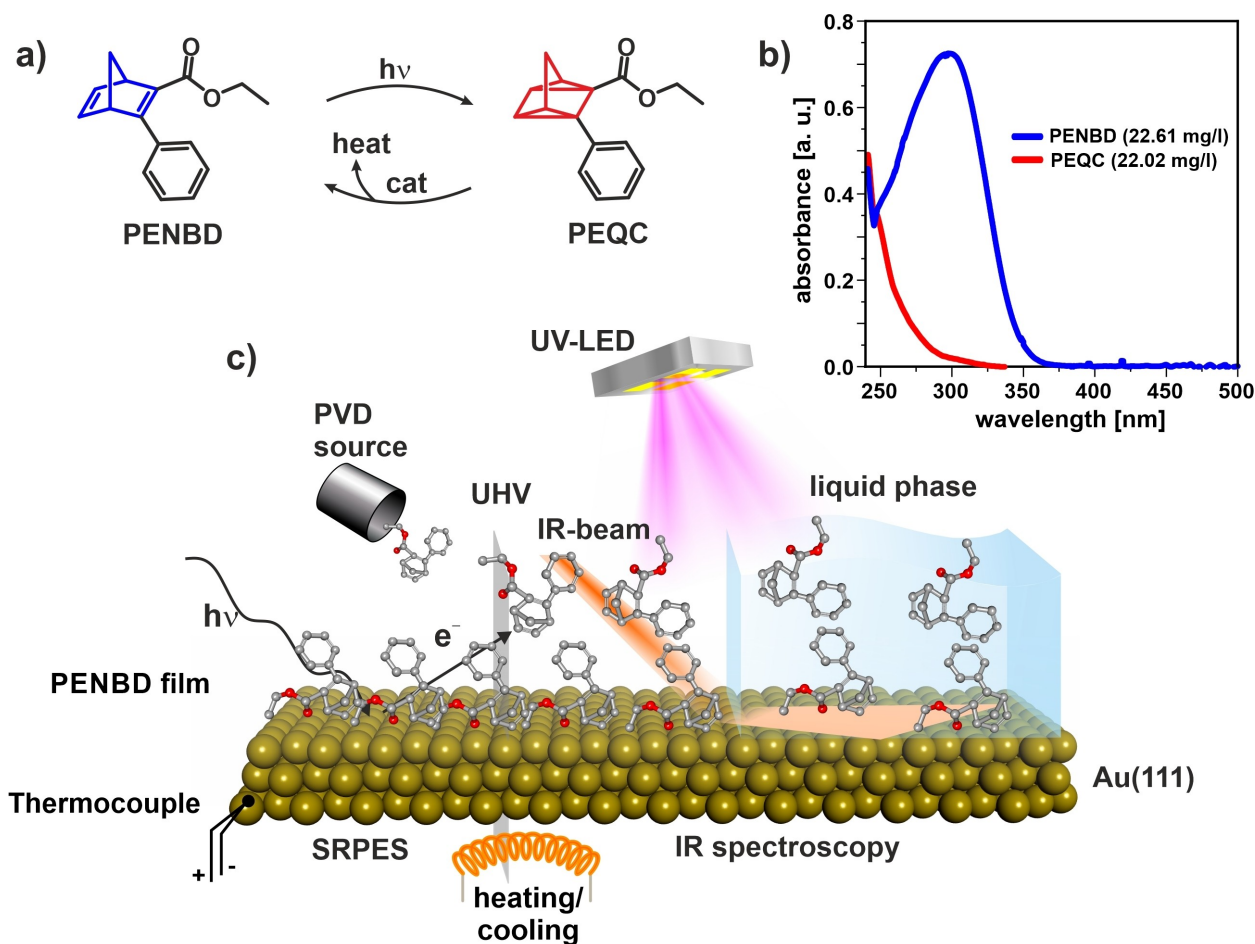 a)
hν
heat
cat
O
O
PENBD
PEQC
O
O
b)
0.8
0.6
0.4
0.2
0.0
absorbance [a. u.]
PENBD (22.61 mg/l)
PEQC (22.02 mg/l)
250
300
350
400
450
500
wavelength [nm]
c)
UV-LED
PVD
source
UHV
IR-beam
liquid phase
hν
e⁻
PENBD film
Au(111)
Thermocouple
+
-
SRPES
IR spectroscopy
heating/
cooling